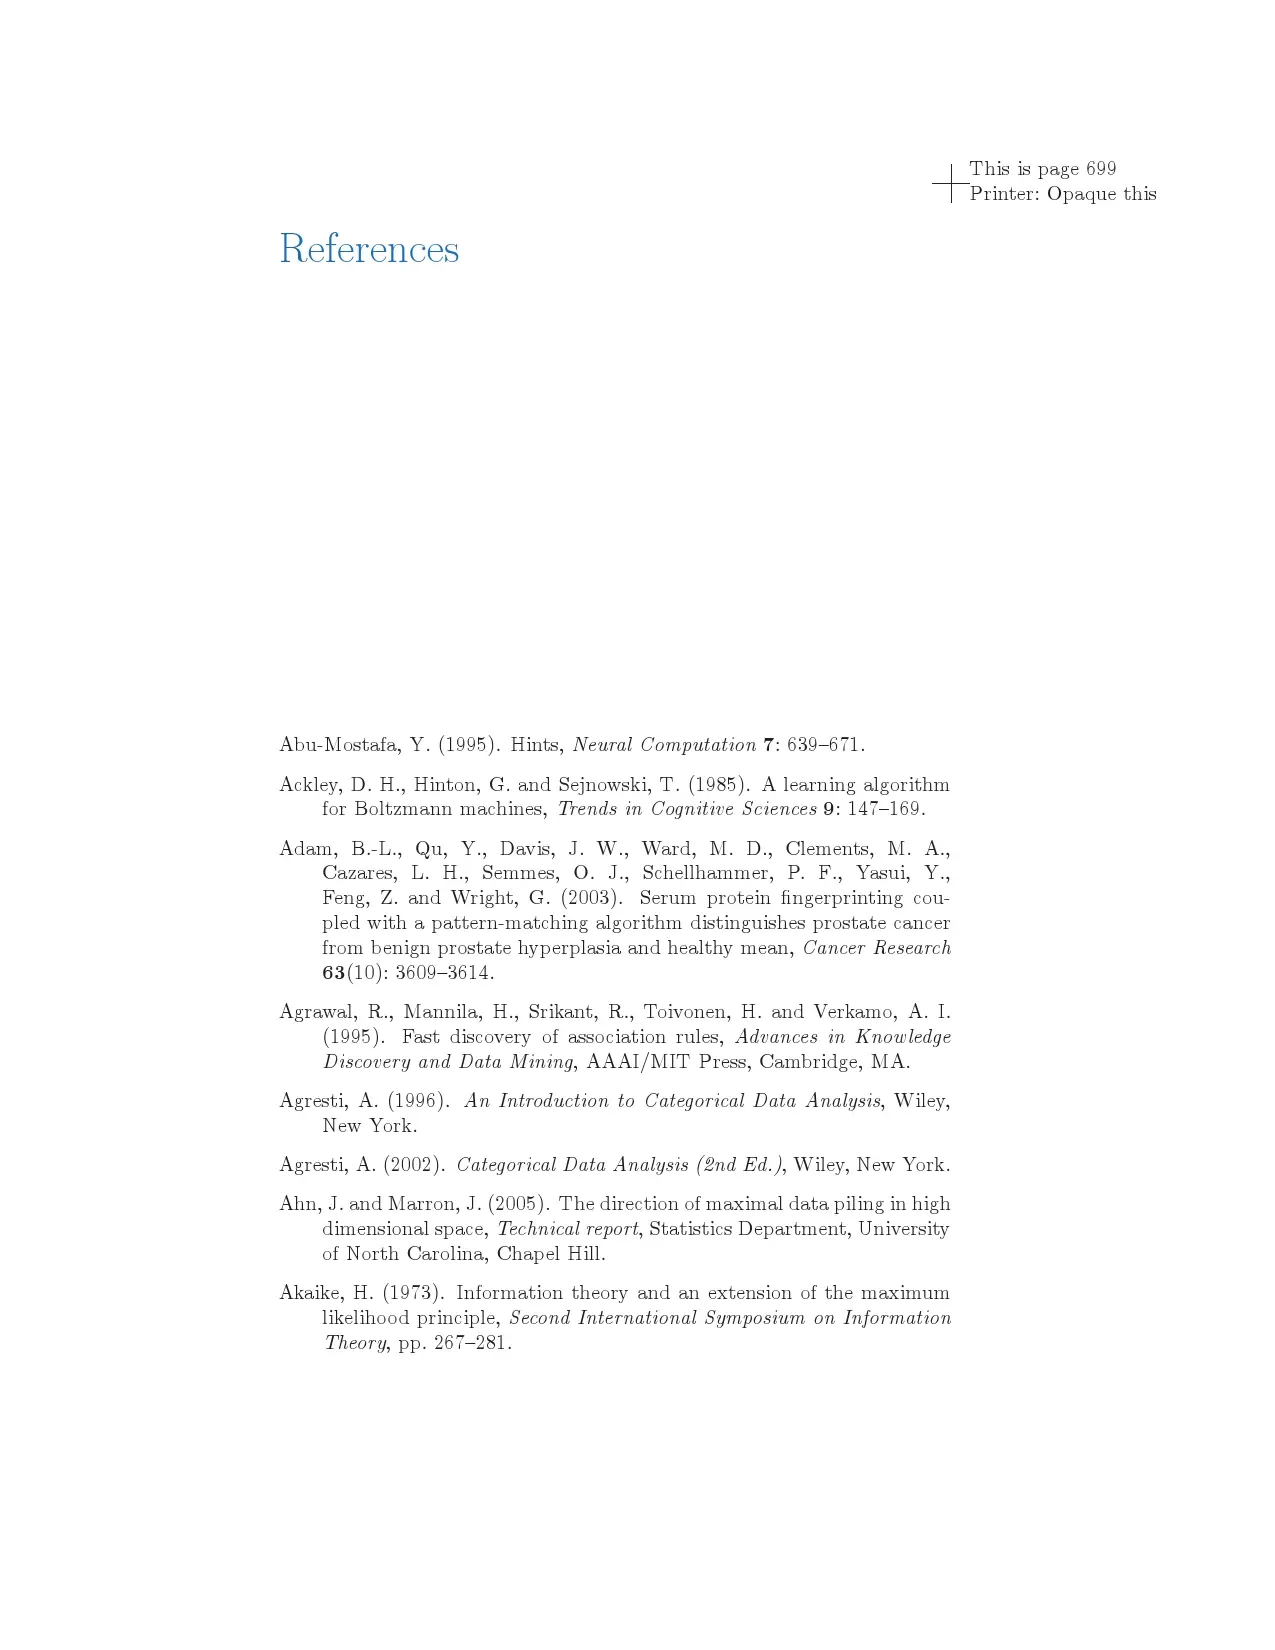 This is page 699
Printer: Opaque this
References
Abu-Mostafa, Y. (1995). Hints, Neural Computation 7: 639–671.
Ackley, D. H., Hinton, G. and Sejnowski, T. (1985). A learning algorithm
for Boltzmann machines, Trends in Cognitive Sciences 9: 147–169.
Adam, B.-L., Qu, Y., Davis, J. W., Ward, M. D., Clements, M. A.,
Cazares, L. H., Semmes, O. J., Schellhammer, P. F., Yasui, Y.,
Feng, Z. and Wright, G. (2003). Serum protein fingerprinting cou-
pled with a pattern-matching algorithm distinguishes prostate cancer
from benign prostate hyperplasia and healthy mean, Cancer Research
63(10): 3609–3614.
Agrawal, R., Mannila, H., Srikant, R., Toivonen, H. and Verkamo, A. I.
(1995). Fast discovery of association rules, Advances in Knowledge
Discovery and Data Mining, AAAI/MIT Press, Cambridge, MA.
Agresti, A. (1996). An Introduction to Categorical Data Analysis, Wiley,
New York.
Agresti, A. (2002). Categorical Data Analysis (2nd Ed.), Wiley, New York.
Ahn, J. and Marron, J. (2005). The direction of maximal data piling in high
dimensional space, Technical report, Statistics Department, University
of North Carolina, Chapel Hill.
Akaike, H. (1973). Information theory and an extension of the maximum
likelihood principle, Second International Symposium on Information
Theory, pp. 267–281.